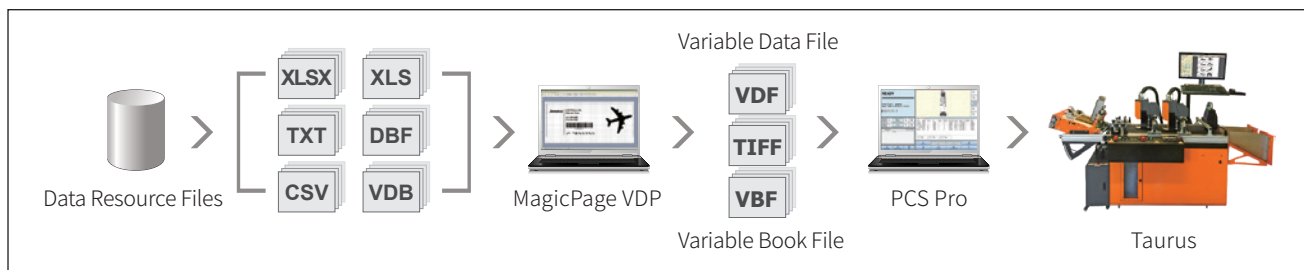 Variable Data File
XLSX XLS
TXT DBF
CSV VDB
VDF
TIFF
VBF
READY
Data Resource Files
MagicPage VDP
PCS Pro
Variable Book File
Taurus